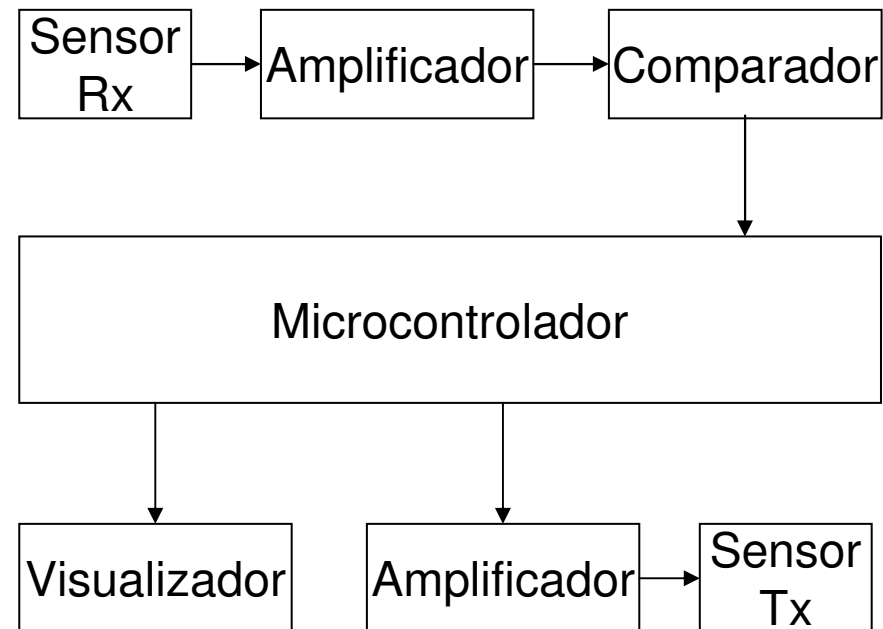 Sensor
Rx
Amplificador
Comparador
Microcontrolador
Visualizador
Amplificador
Sensor
Tx